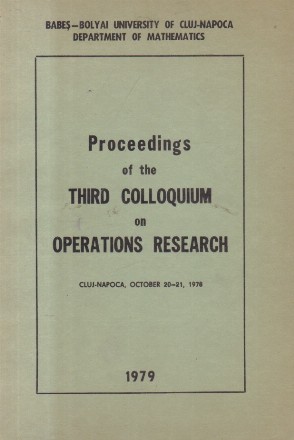 BABEȘ—BOLYAI UNIVERSITY OF CLUJ-NAPOCA
DEPARTMENT OF MATHEMATICS
Proceedings
of the
THIRD COLLOQUIUM
on
OPERATIONS RESEARCH
CLUJ-NAPOCA, OCTOBER 20—21, 1978
1979